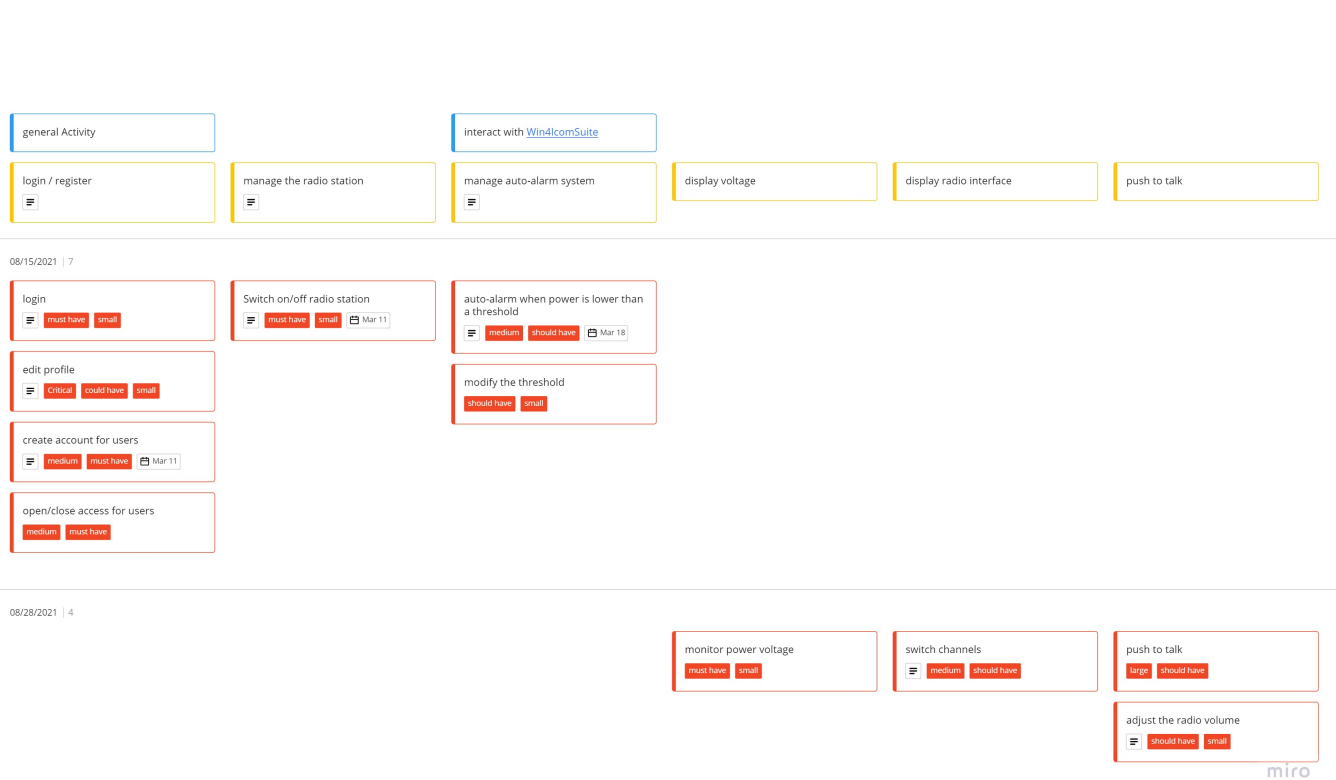 general Activity
interact with Win4IcomSuite
login / register
manage the radio station
manage auto-alarm system
display voltage
display radio interface
push to talk
08/15/2021 | 7
login
must have small
Switch on/off radio station
must have small Mar 11
auto-alarm when power is lower than
a threshold
medium should have Mar 18
edit profile
Critical could have small
modify the threshold
should have small
create account for users
medium must have Mar 11
open/close access for users
medium must have
08/28/2021 | 4
monitor power voltage
must have small
switch channels
medium should have
push to talk
large should have
adjust the radio volume
should have small
miro